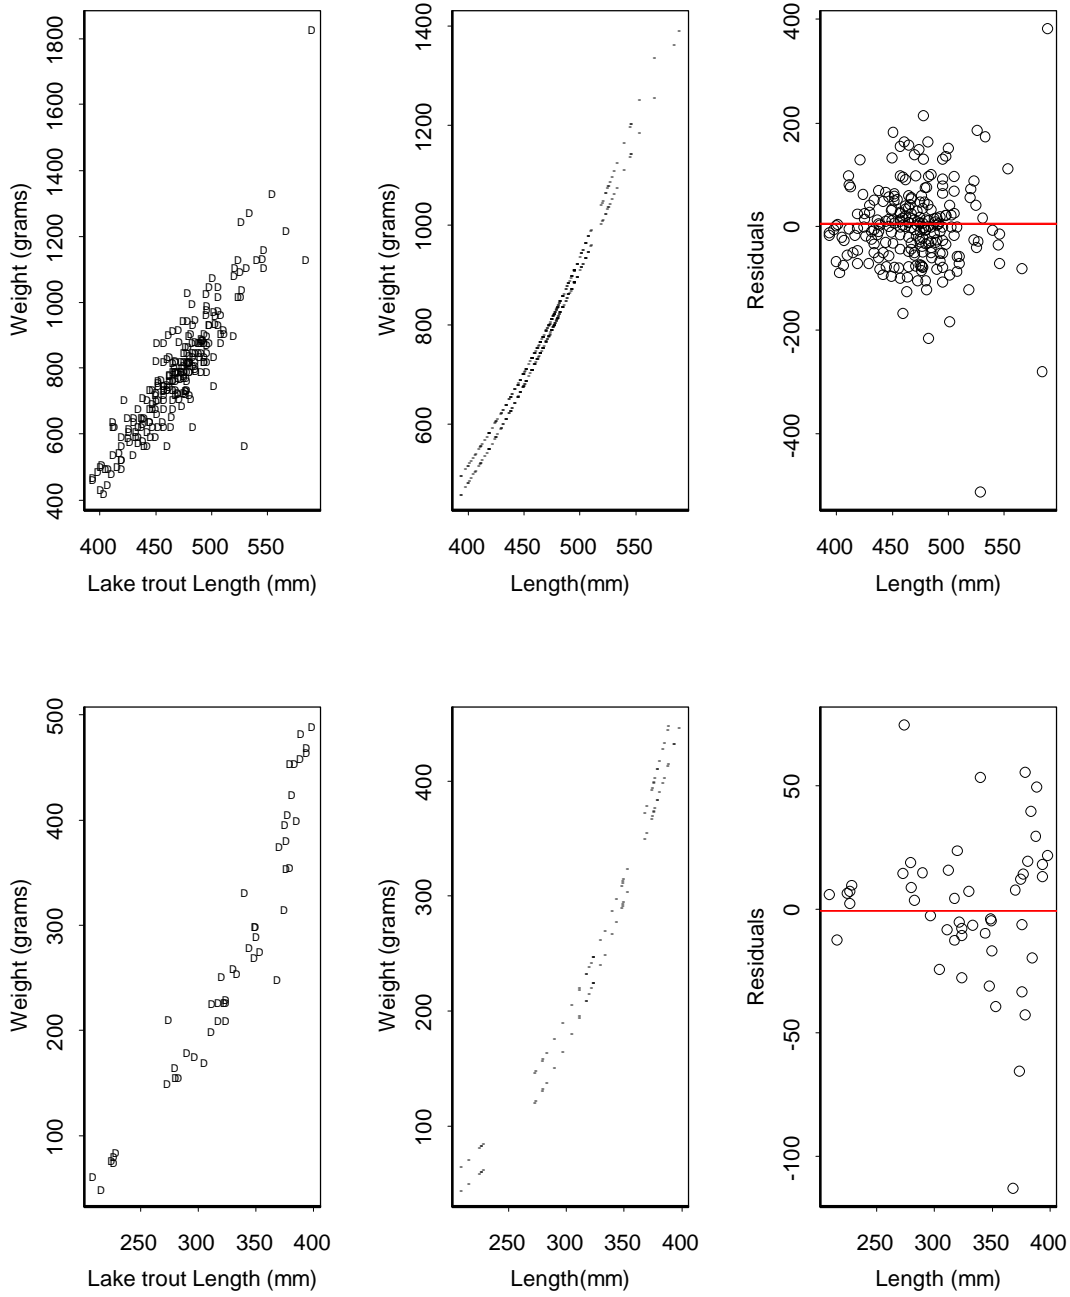 400 600 800 1000 1200 1400 1600 1800
Weight (grams)
400 450 500 550
Lake trout Length (mm)
600 800 1000 1200 1400
Weight (grams)
400 450 500 550
Length(mm)
-400 -200 0 200 400
Residuals
400 450 500 550
Length (mm)
100 200 300 400 500
Weight (grams)
250 300 350 400
Lake trout Length (mm)
100 200 300 400
Weight (grams)
250 300 350 400
Length(mm)
-100 -50 0 50
Residuals
250 300 350 400
Length (mm)